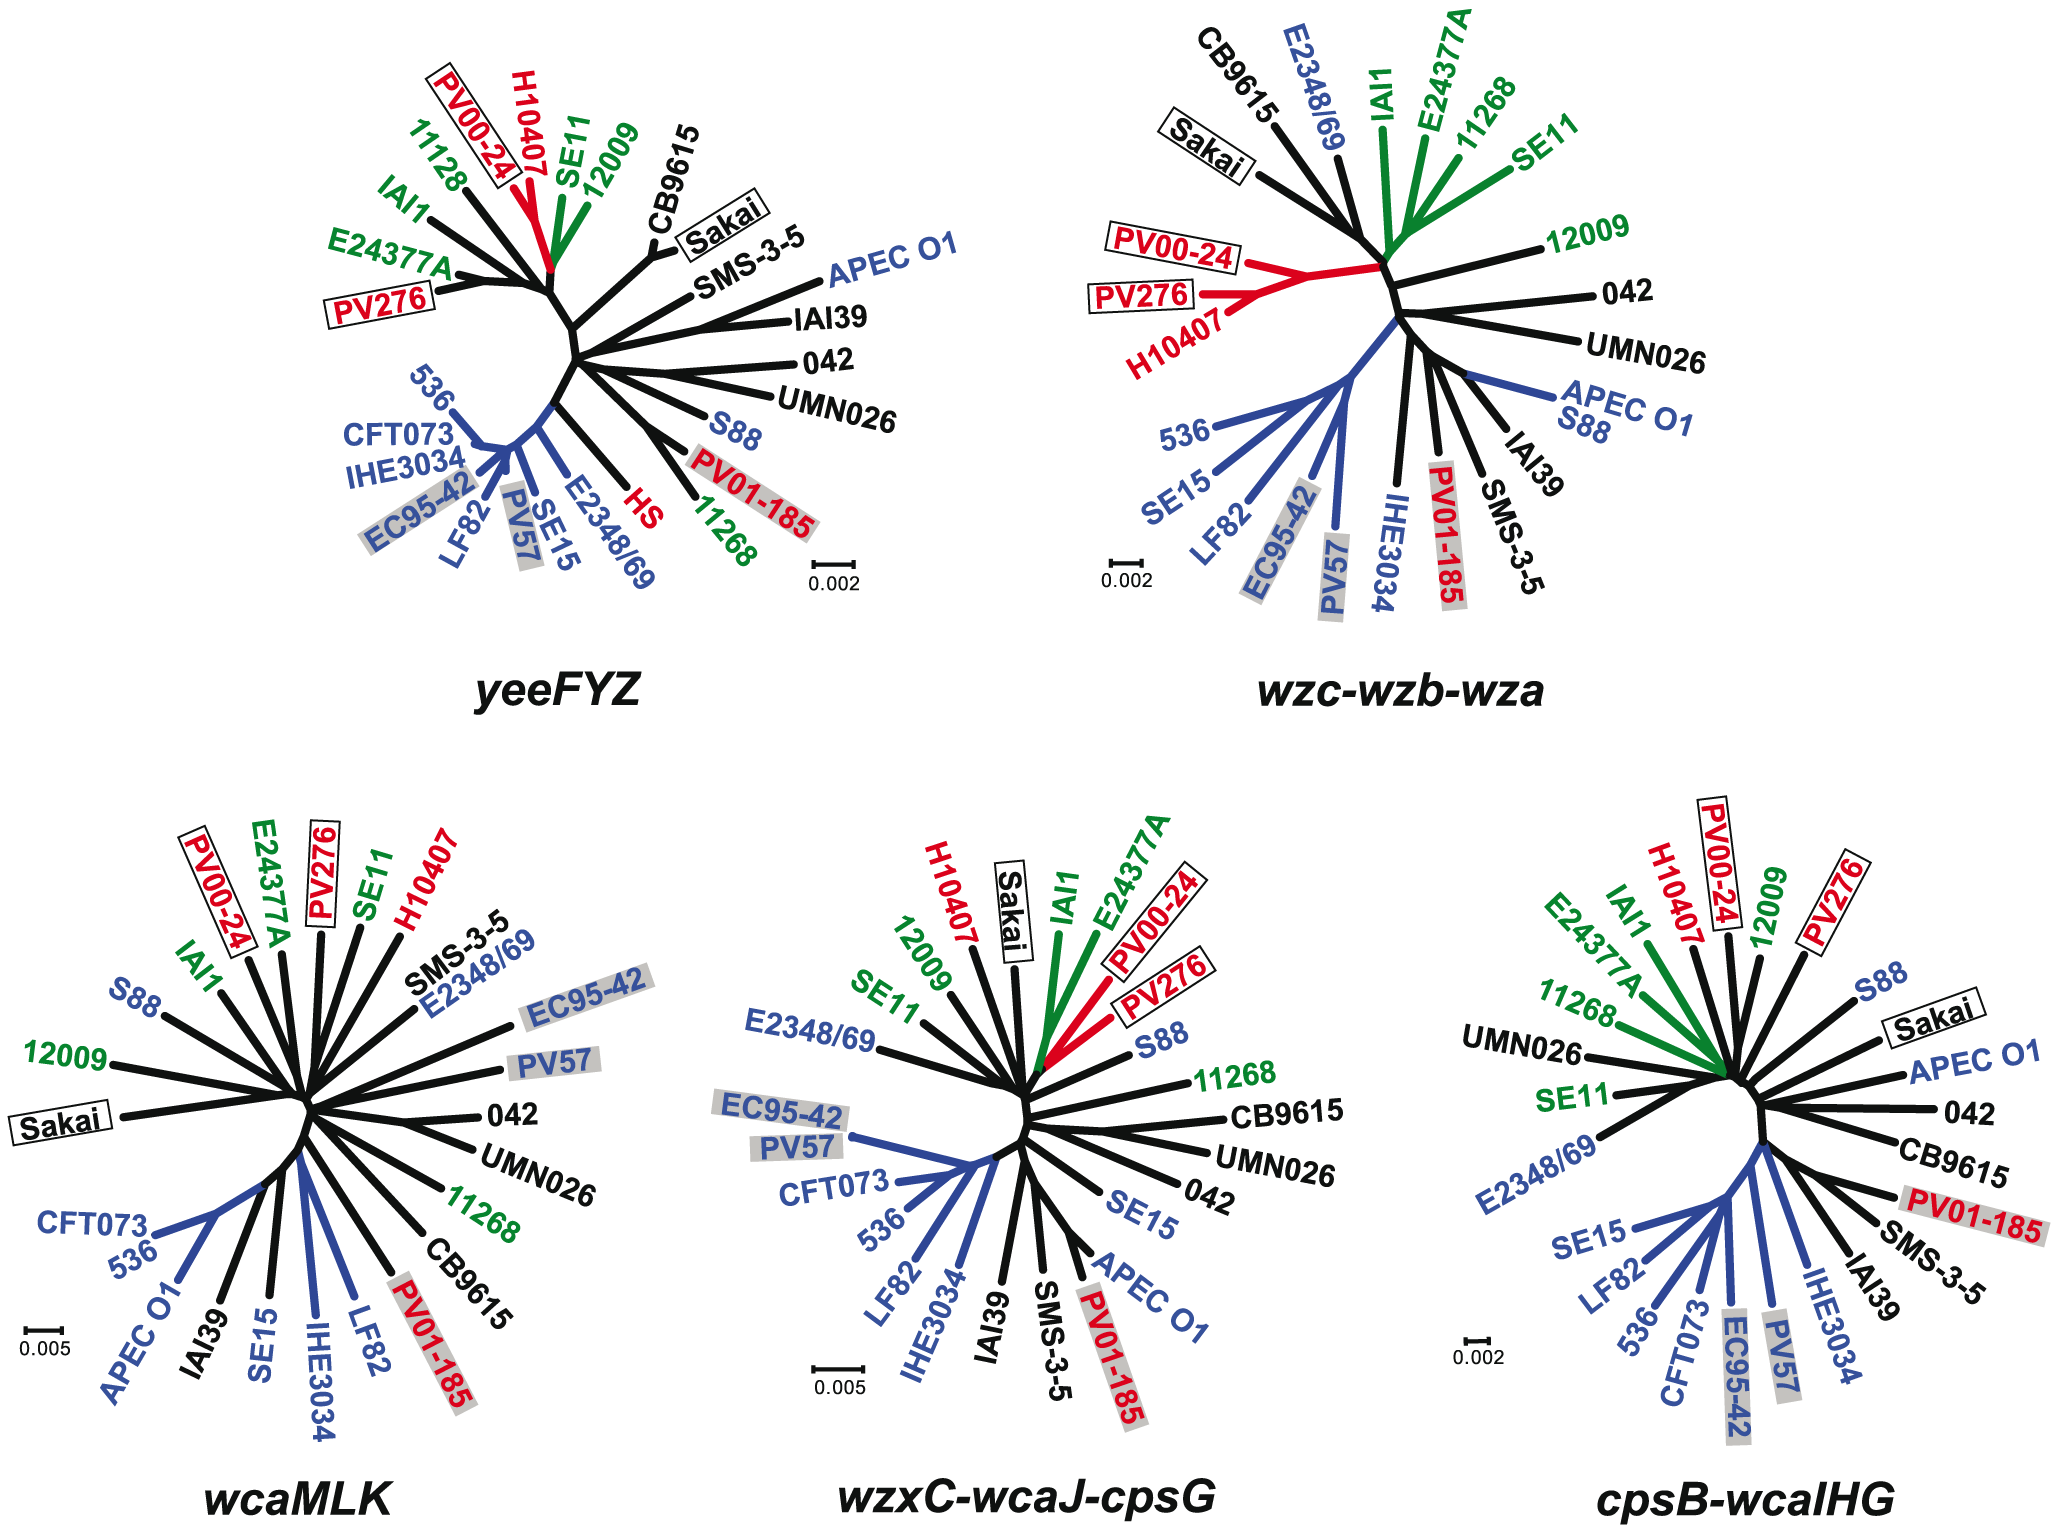 PV00-24
H10407
SE11
12009
11128
IAI1
E24377A
PV276
CB9615
Sakai
SMS-3-5
APEC O1
IAI39
042
UMN026
S88
PV01-185
11268
HS
E2348/69
SE15
PV57
LF82
EC95-42
IHE3034
CFT073
536
0.002
yeeFYZ
CB9615
E2348/69
IAI1
E24377A
11268
SE11
Sakai
12009
PV00-24
PV276
H10407
042
UMN026
APEC O1
S88
IAI39
SMS-3-5
PV01-185
IHE3034
PV57
EC95-42
LF82
SE15
536
0.002
wzc-wzb-wza
PV00-24
E24377A
PV276
SE11
H10407
IAI1
S88
12009
Sakai
SMS-3-5
E2348/69
EC95-42
PV57
042
UMN026
11268
CB9615
PV01-185
LF82
IHE3034
SE15
IAI39
APEC O1
536
CFT073
0.005
wcaMLK
H10407
Sakai
IAI1
E24377A
PV00-24
PV276
12009
SE11
E2348/69
S88
11268
CB9615
UMN026
042
SE15
APEC O1
PV01-185
SMS-3-5
IAI39
IHE3034
LF82
536
CFT073
PV57
EC95-42
0.005
wzxC-wcaJ-cpsG
H10407
PV00-24
12009
PV276
IAI1
E24377A
11268
UMN026
SE11
E2348/69
S88
Sakai
APEC O1
042
CB9615
PV01-185
SMS-3-5
IAI39
IHE3034
PV57
EC95-42
CFT073
536
LF82
SE15
0.002
cpsB-wcaIHG